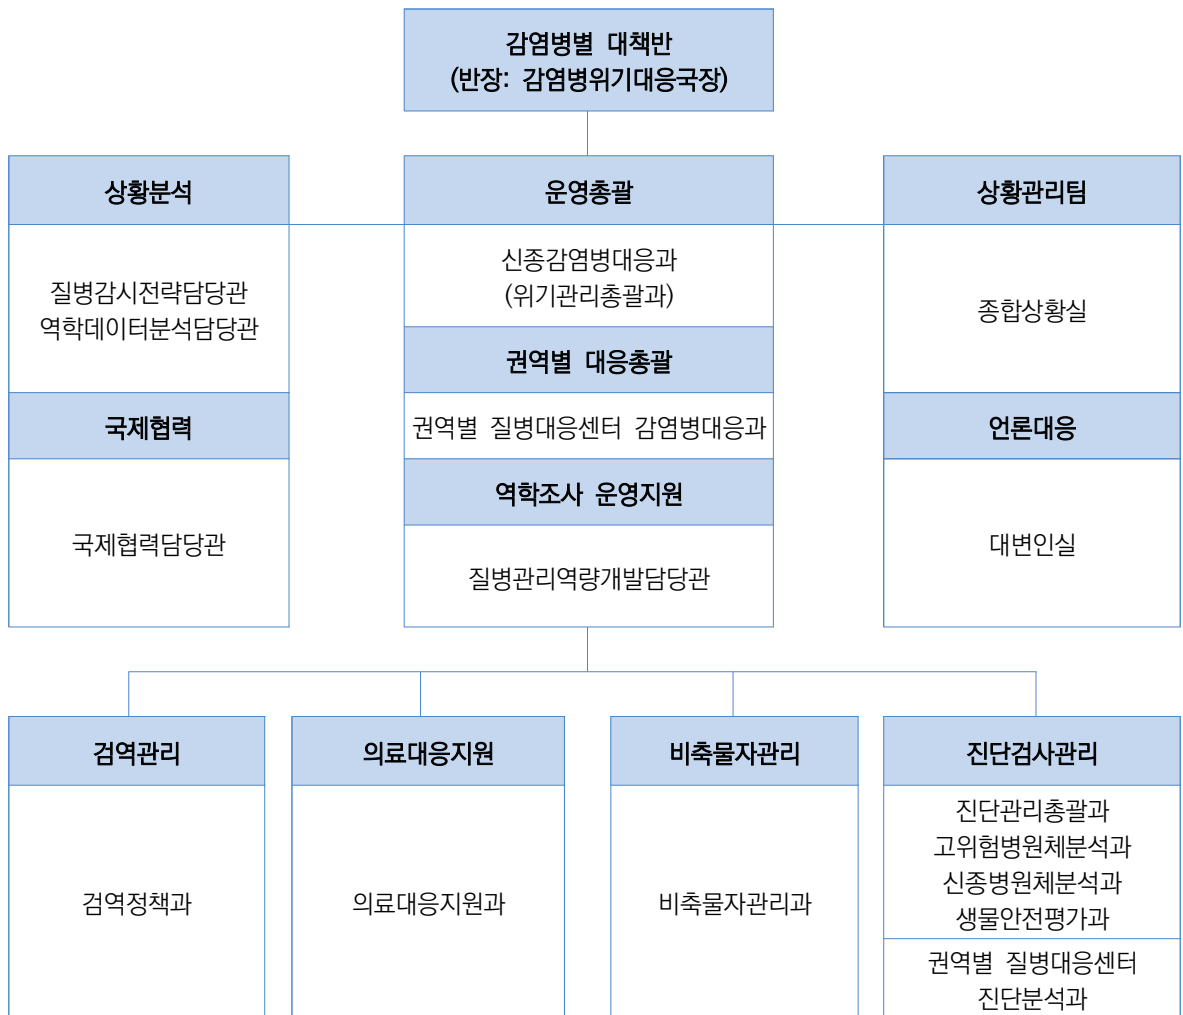 감염병별 대책반
(반장: 감염병위기대응국장)
상황분석
질병감시전략담당관
역학데이터분석담당관
국제협력
국제협력담당관
운영총괄
신종감염병대응과
(위기관리총괄과)
권역별 대응총괄
권역별 질병대응센터 감염병대응과
역학조사 운영지원
질병관리역량개발담당관
상황관리팀
종합상황실
언론대응
대변인실
검역관리
검역정책과
의료대응지원
의료대응지원과
비축물자관리
비축물자관리과
진단검사관리
진단관리총괄과
고위험병원체분석과
신종병원체분석과
생물안전평가과
권역별 질병대응센터
진단분석과